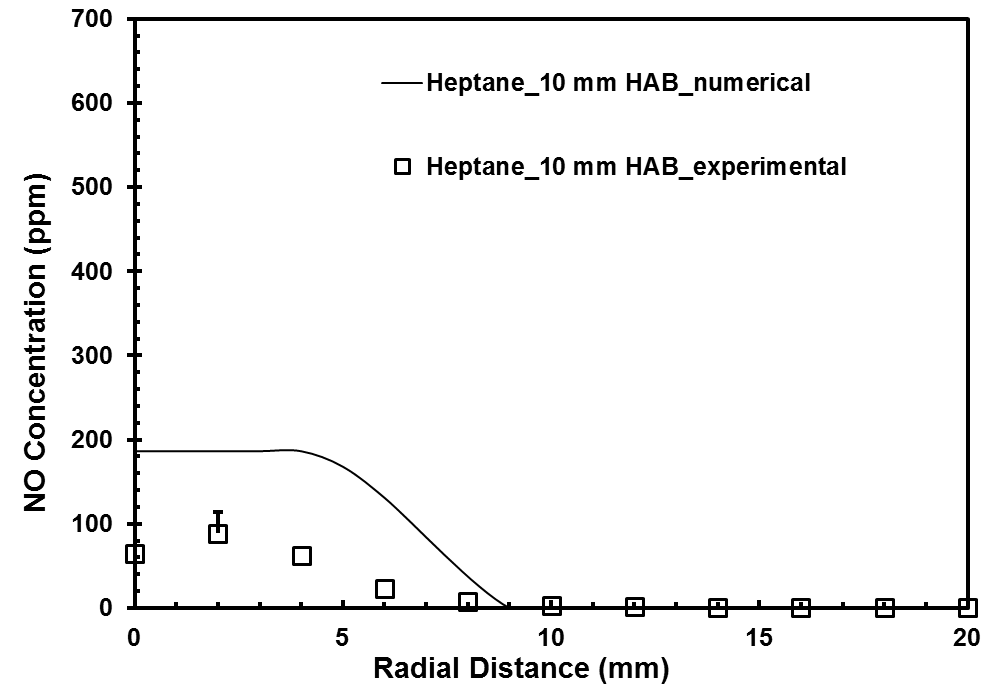 700
600
500
400
300
200
100
0
NO Concentration (ppm)
Heptane_10 mm HAB_numerical
Heptane_10 mm HAB_experimental
0 5 10 15 20
Radial Distance (mm)